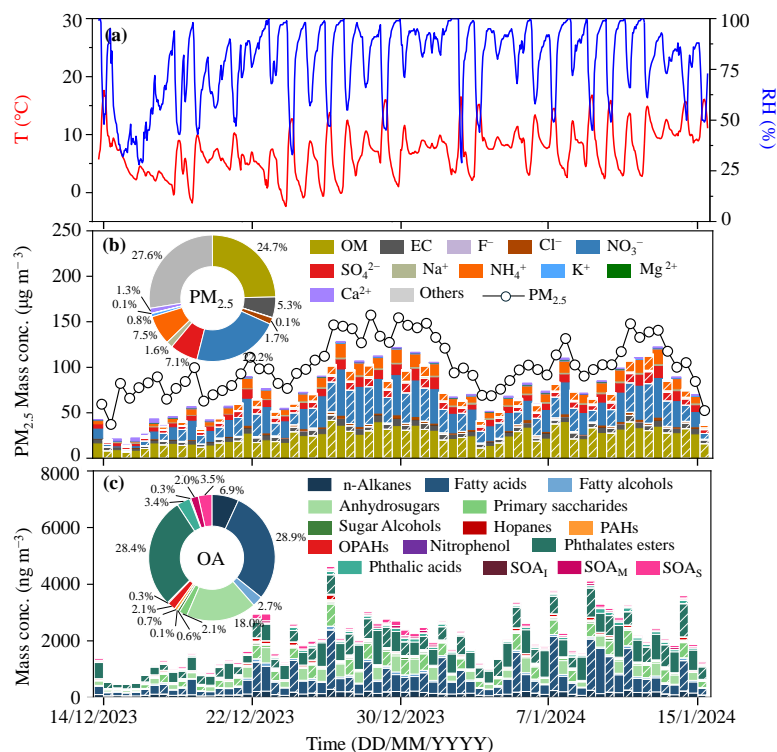 (a)
30
20
10
0
T (°C)
100
75
50
25
0
RH (%)
(b)
250
200
150
100
50
0
PM2.5 Mass conc. (μg m−3)
OM EC F− Cl− NO3−
SO42− Na+ NH4+ K+ Mg2+
Ca2+ Others PM2.5
PM2.5
24.7%
5.3%
0.1%
1.7%
7.1%
1.6%
7.5%
0.8%
0.1%
1.3%
27.6%
(c)
8000
6000
4000
2000
0
Mass conc. (ng m−3)
n-Alkanes Fatty acids Fatty alcohols
Anhydrosugars Primary saccharides
Sugar Alcohols Hopanes PAHs
OPAHs Nitrophenol Phthalates esters
Phthalic acids SOAI SOAM SOAS
OA
6.9%
28.9%
2.7%
18.0%
2.1%
0.6%
0.1%
0.7%
2.1%
0.3%
28.4%
3.4%
0.3%
2.0%
3.5%
14/12/2023 22/12/2023 30/12/2023 7/1/2024 15/1/2024
Time (DD/MM/YYYY)